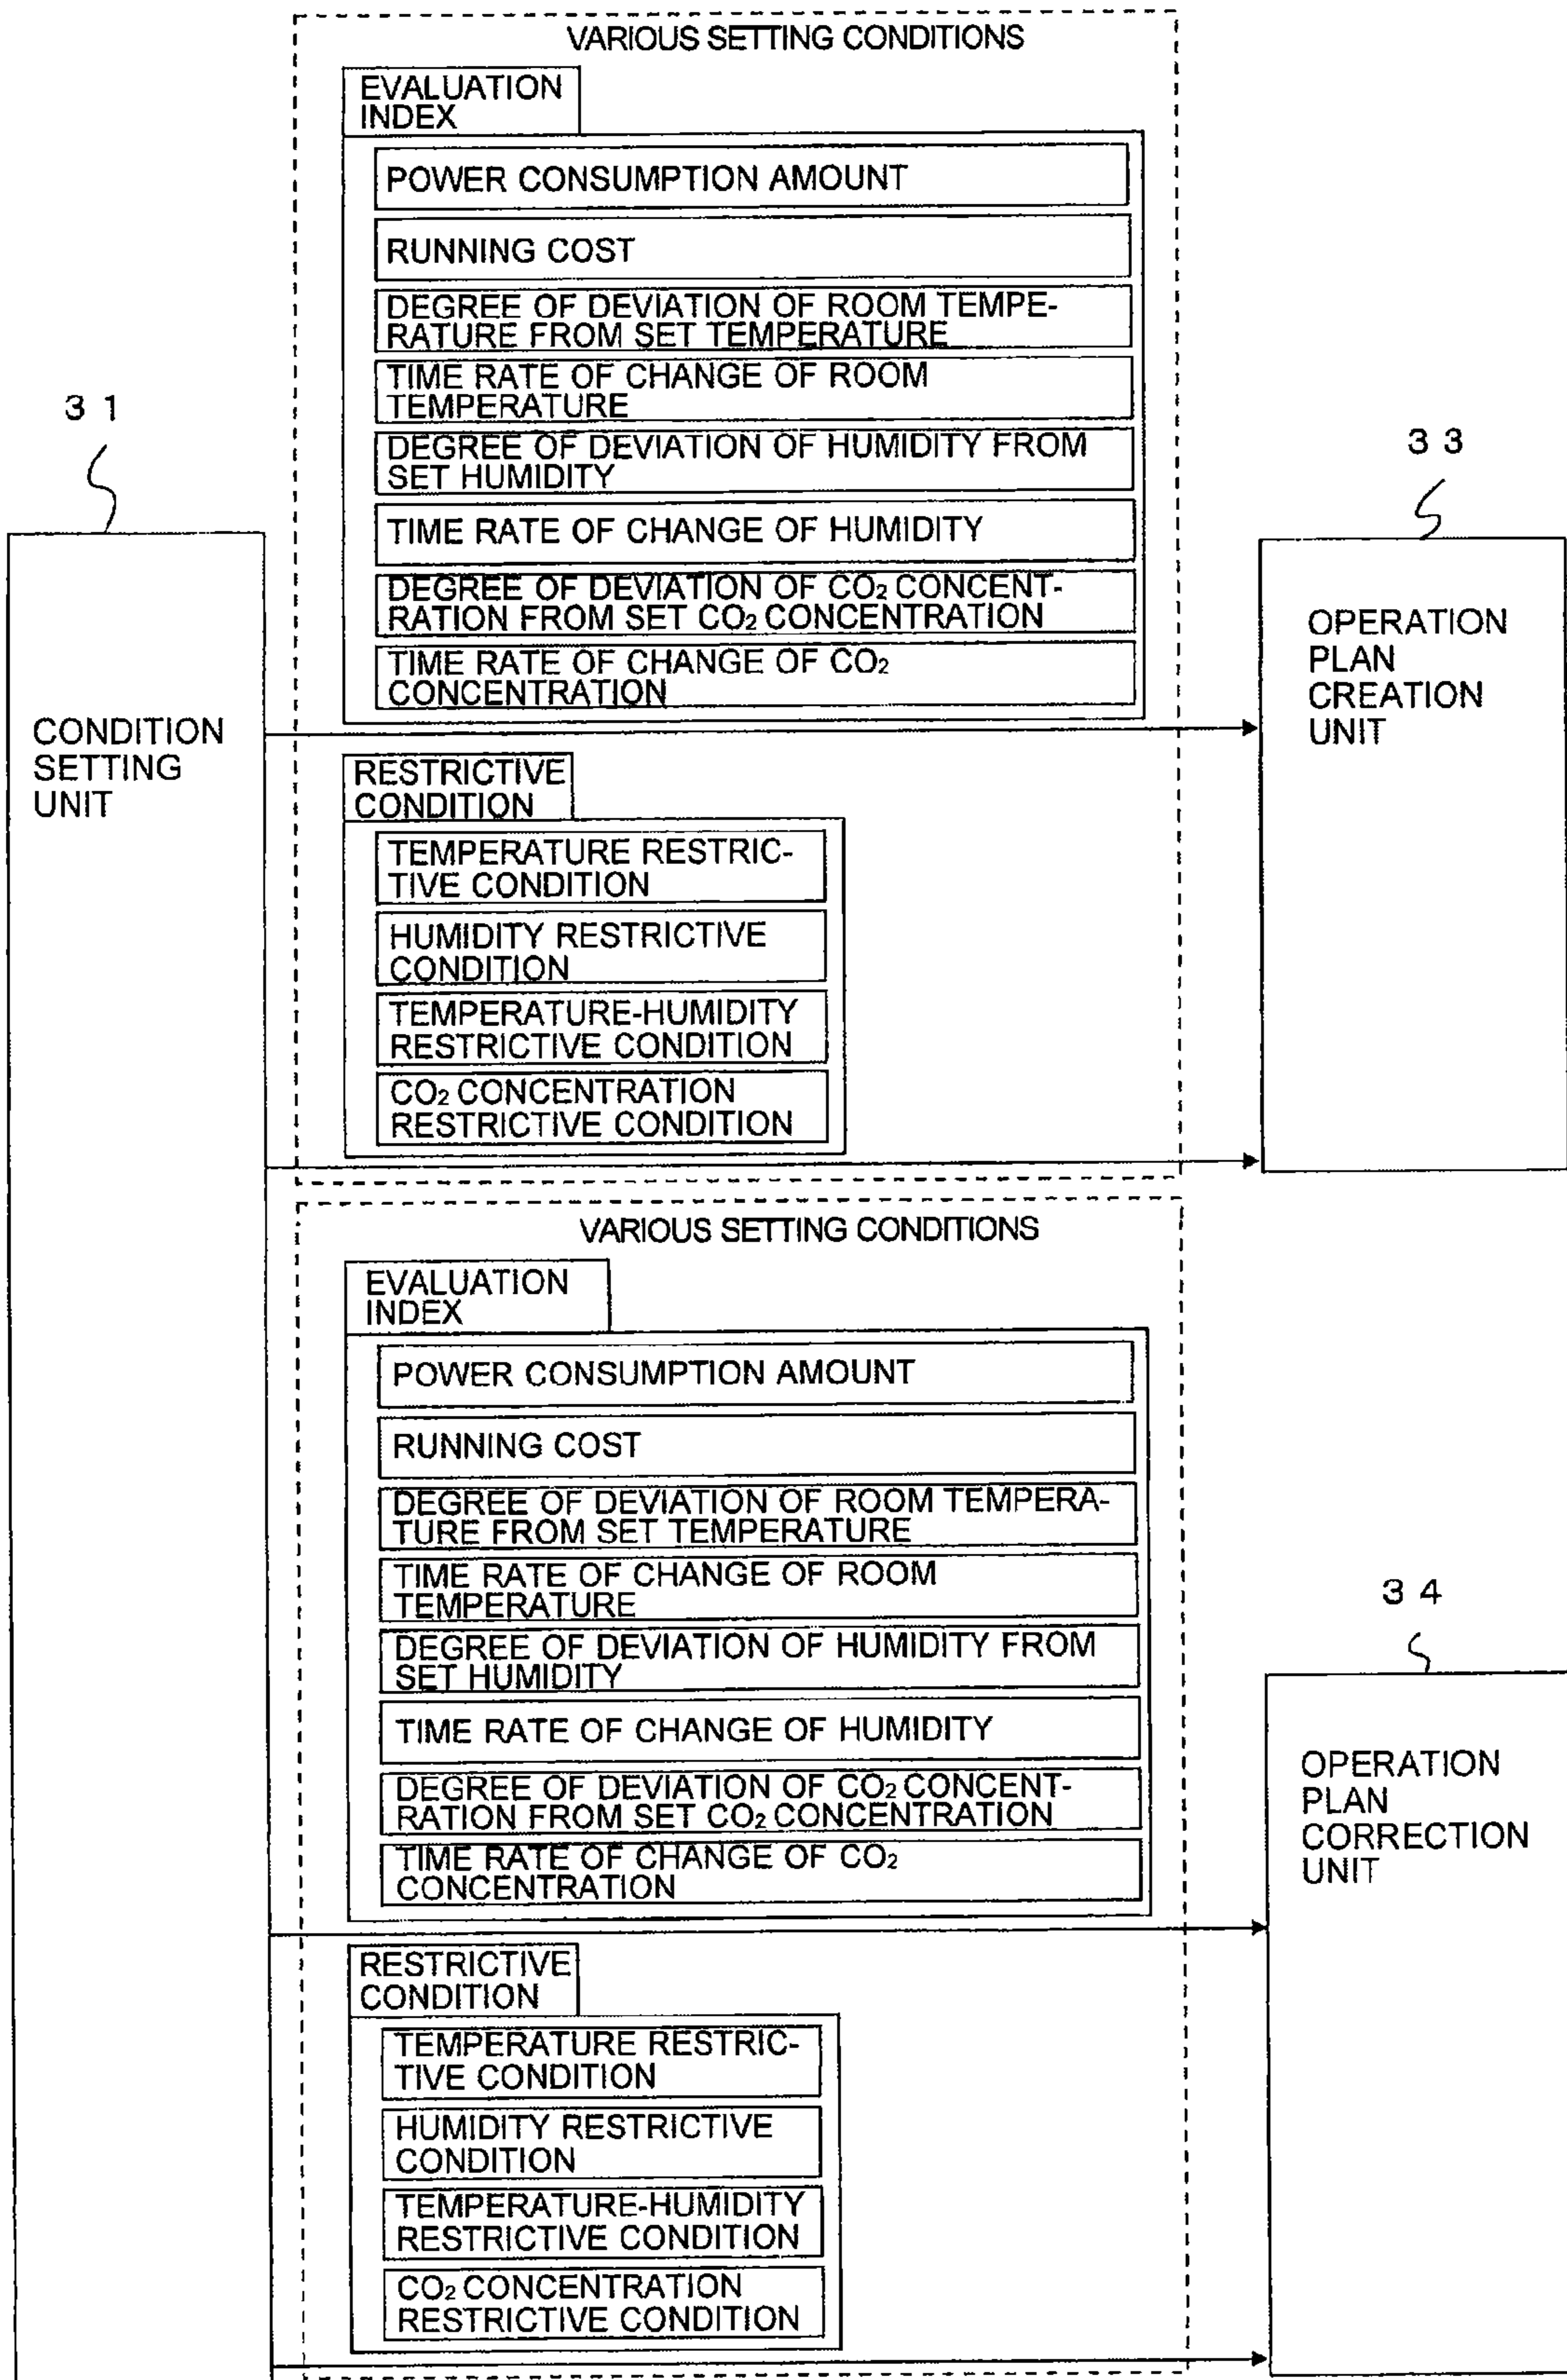 VARIOUS SETTING CONDITIONS
EVALUATION
INDEX
POWER CONSUMPTION AMOUNT
RUNNING COST
DEGREE OF DEVIATION OF ROOM TEMPE-
RATURE FROM SET TEMPERATURE
TIME RATE OF CHANGE OF ROOM
TEMPERATURE
DEGREE OF DEVIATION OF HUMIDITY FROM
SET HUMIDITY
TIME RATE OF CHANGE OF HUMIDITY
DEGREE OF DEVIATION OF CO₂ CONCENT-
RATION FROM SET CO₂ CONCENTRATION
TIME RATE OF CHANGE OF CO₂
CONCENTRATION
31
CONDITION
SETTING
UNIT
33
OPERATION
PLAN
CREATION
UNIT
RESTRICTIVE
CONDITION
TEMPERATURE RESTRIC-
TIVE CONDITION
HUMIDITY RESTRICTIVE
CONDITION
TEMPERATURE-HUMIDITY
RESTRICTIVE CONDITION
CO₂ CONCENTRATION
RESTRICTIVE CONDITION
VARIOUS SETTING CONDITIONS
EVALUATION
INDEX
POWER CONSUMPTION AMOUNT
RUNNING COST
DEGREE OF DEVIATION OF ROOM TEMPERA-
TURE FROM SET TEMPERATURE
TIME RATE OF CHANGE OF ROOM
TEMPERATURE
DEGREE OF DEVIATION OF HUMIDITY FROM
SET HUMIDITY
TIME RATE OF CHANGE OF HUMIDITY
DEGREE OF DEVIATION OF CO₂ CONCENT-
RATION FROM SET CO₂ CONCENTRATION
TIME RATE OF CHANGE OF CO₂
CONCENTRATION
34
OPERATION
PLAN
CORRECTION
UNIT
RESTRICTIVE
CONDITION
TEMPERATURE RESTRIC-
TIVE CONDITION
HUMIDITY RESTRICTIVE
CONDITION
TEMPERATURE-HUMIDITY
RESTRICTIVE CONDITION
CO₂ CONCENTRATION
RESTRICTIVE CONDITION